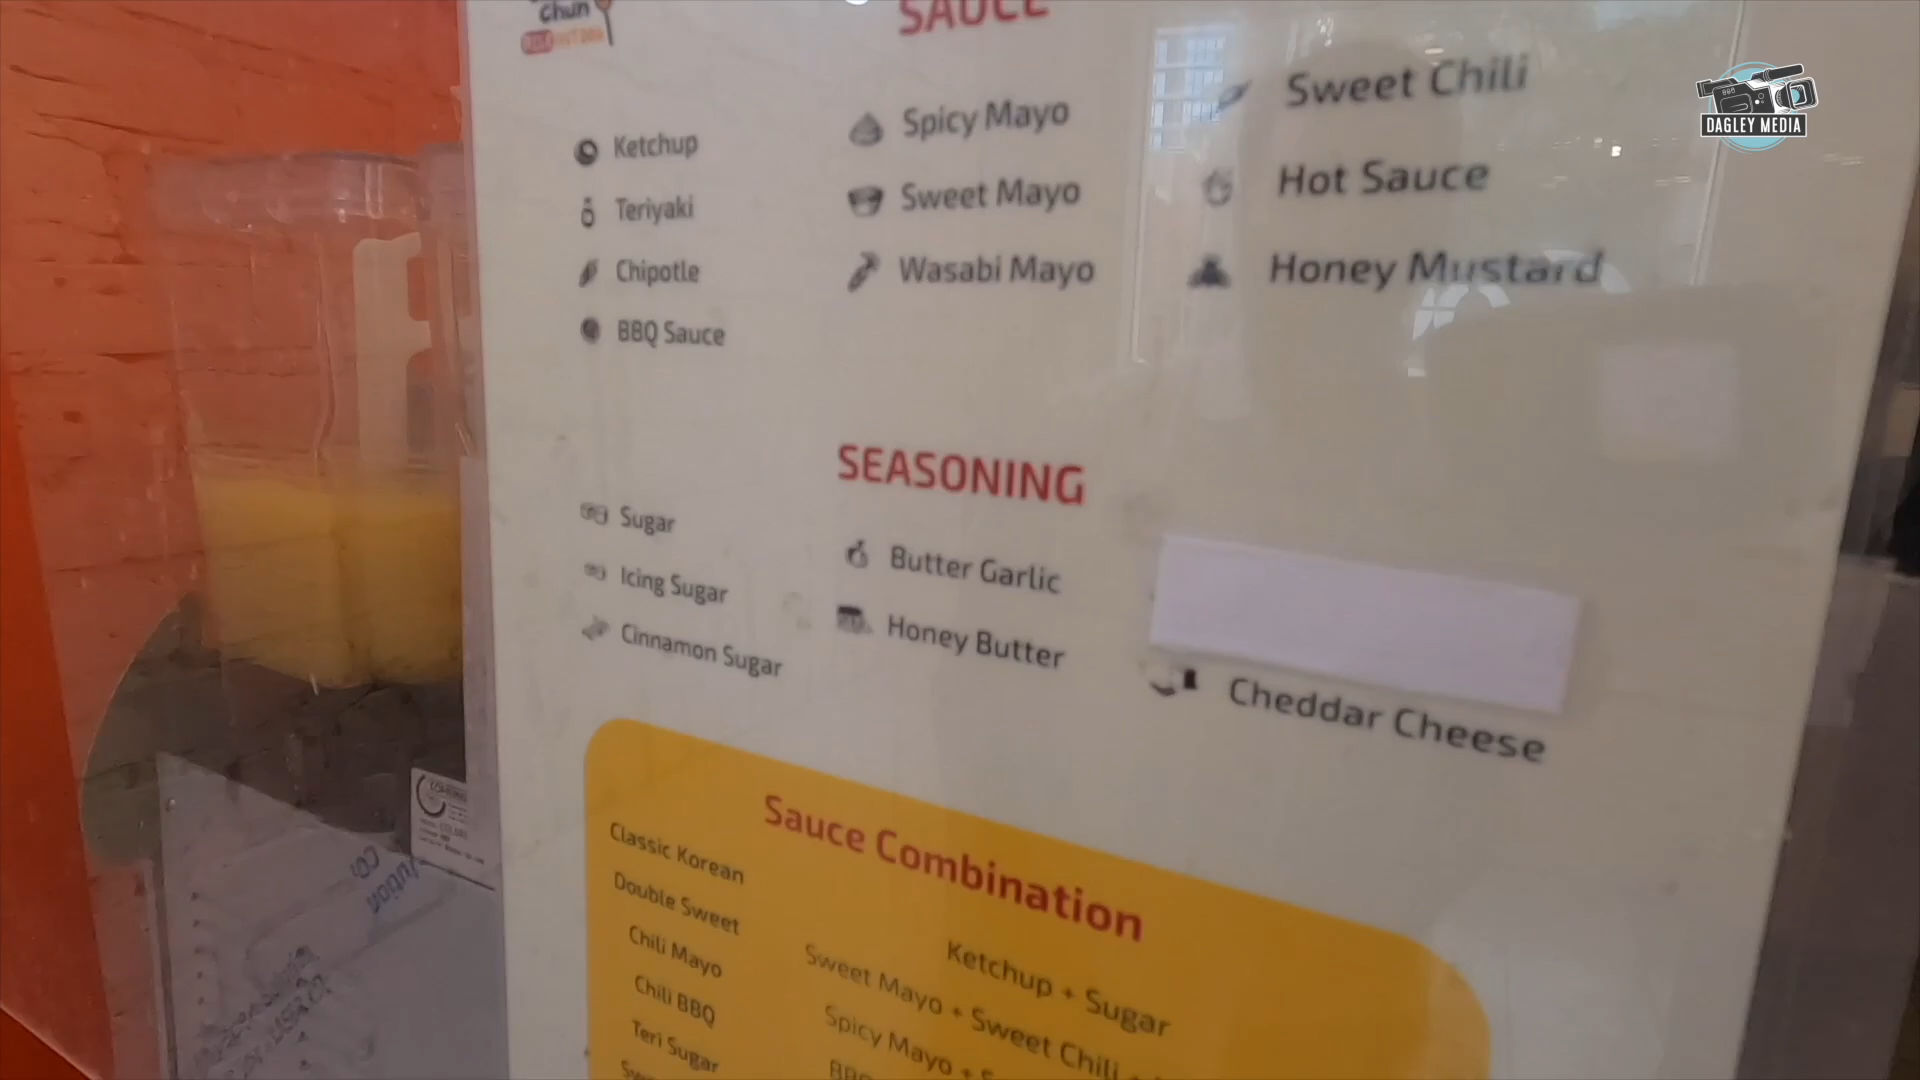 Chun
SAUCE
DAGLEY MEDIA
Ketchup
Teriyaki
Chipotle
BBQ Sauce
Spicy Mayo
Sweet Mayo
Wasabi Mayo
Sweet Chili
Hot Sauce
Honey Mustard
SEASONING
Sugar
Icing Sugar
Cinnamon Sugar
Butter Garlic
Honey Butter
Cheddar Cheese
Sauce Combination
Classic Korean
Double Sweet
Chili Mayo
Chili BBQ
Teri Sugar
Ketchup + Sugar
Sweet Mayo + Sweet Chili +
Spicy Mayo +